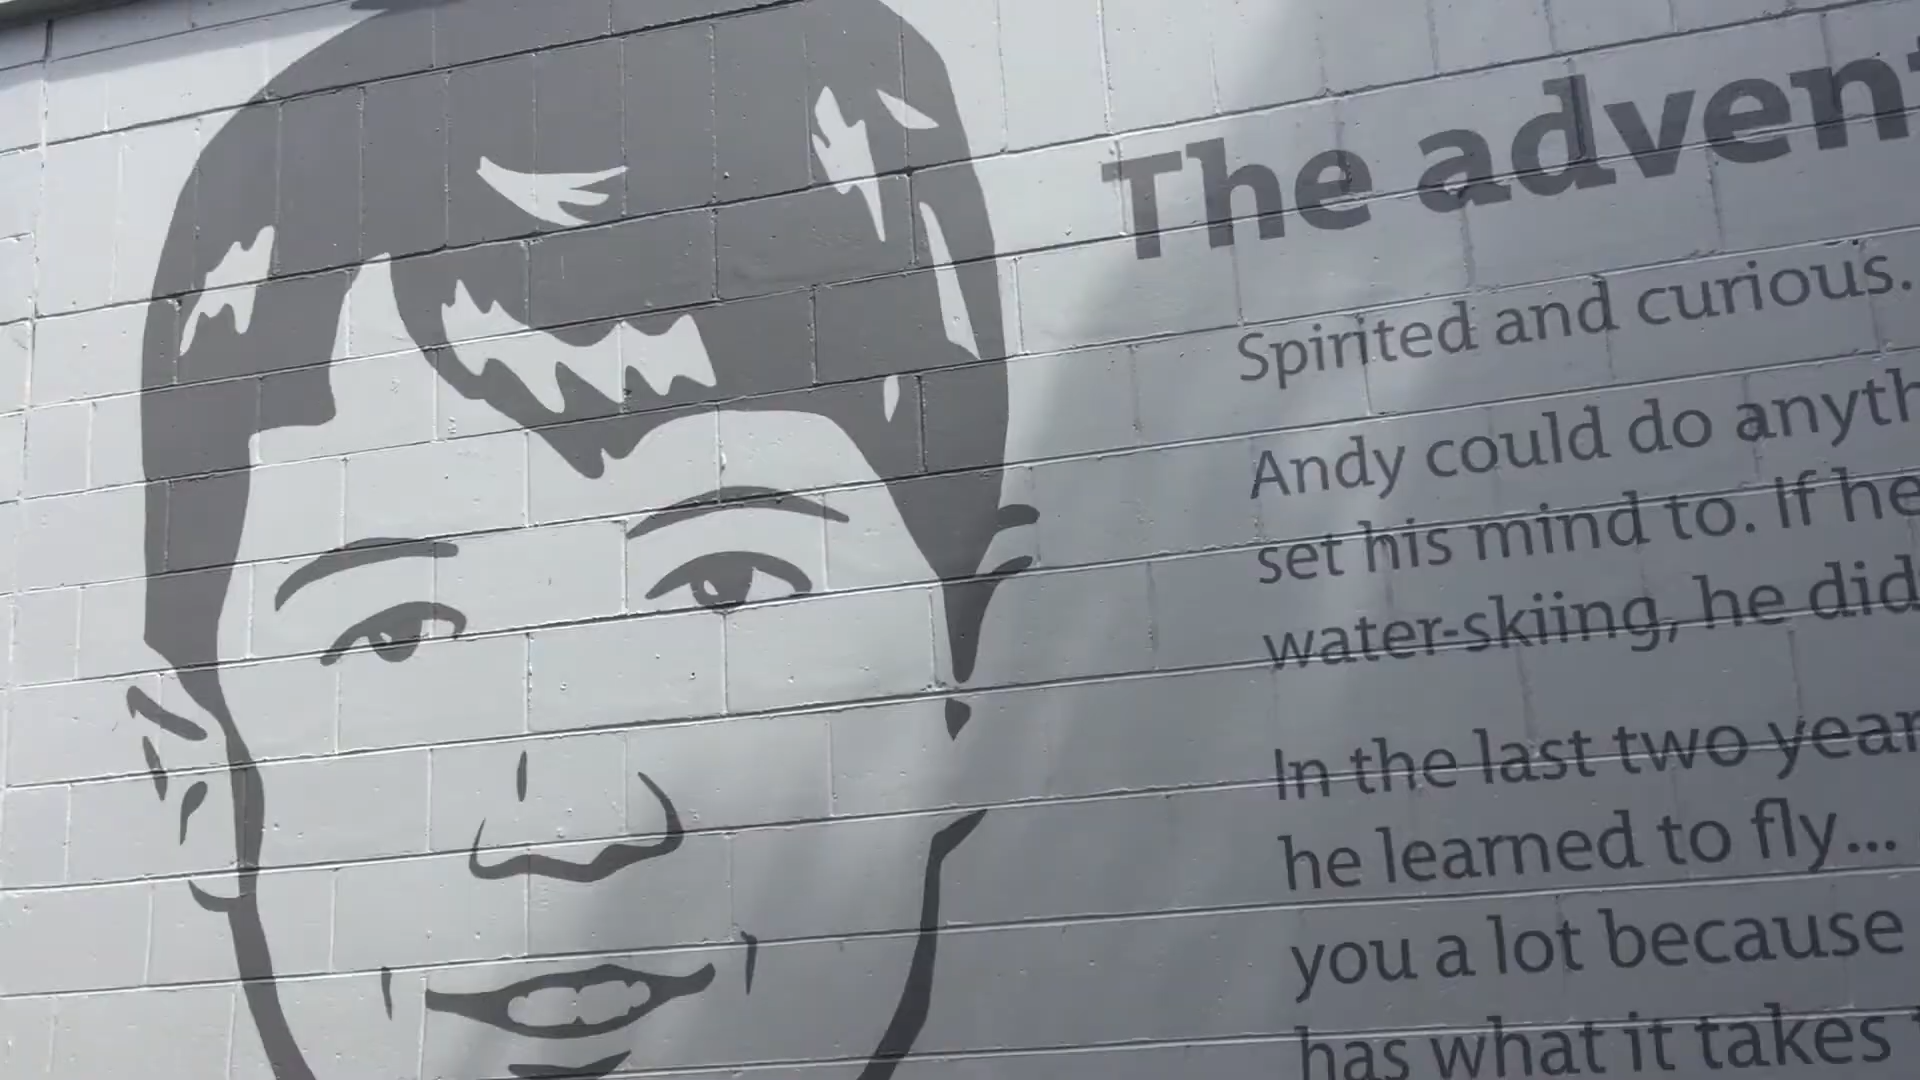 The advent
Spirited and curious.
Andy could do anyth
set his mind to. If he
water-skiing, he did
In the last two year
he learned to fly...
you a lot because
has what it takes